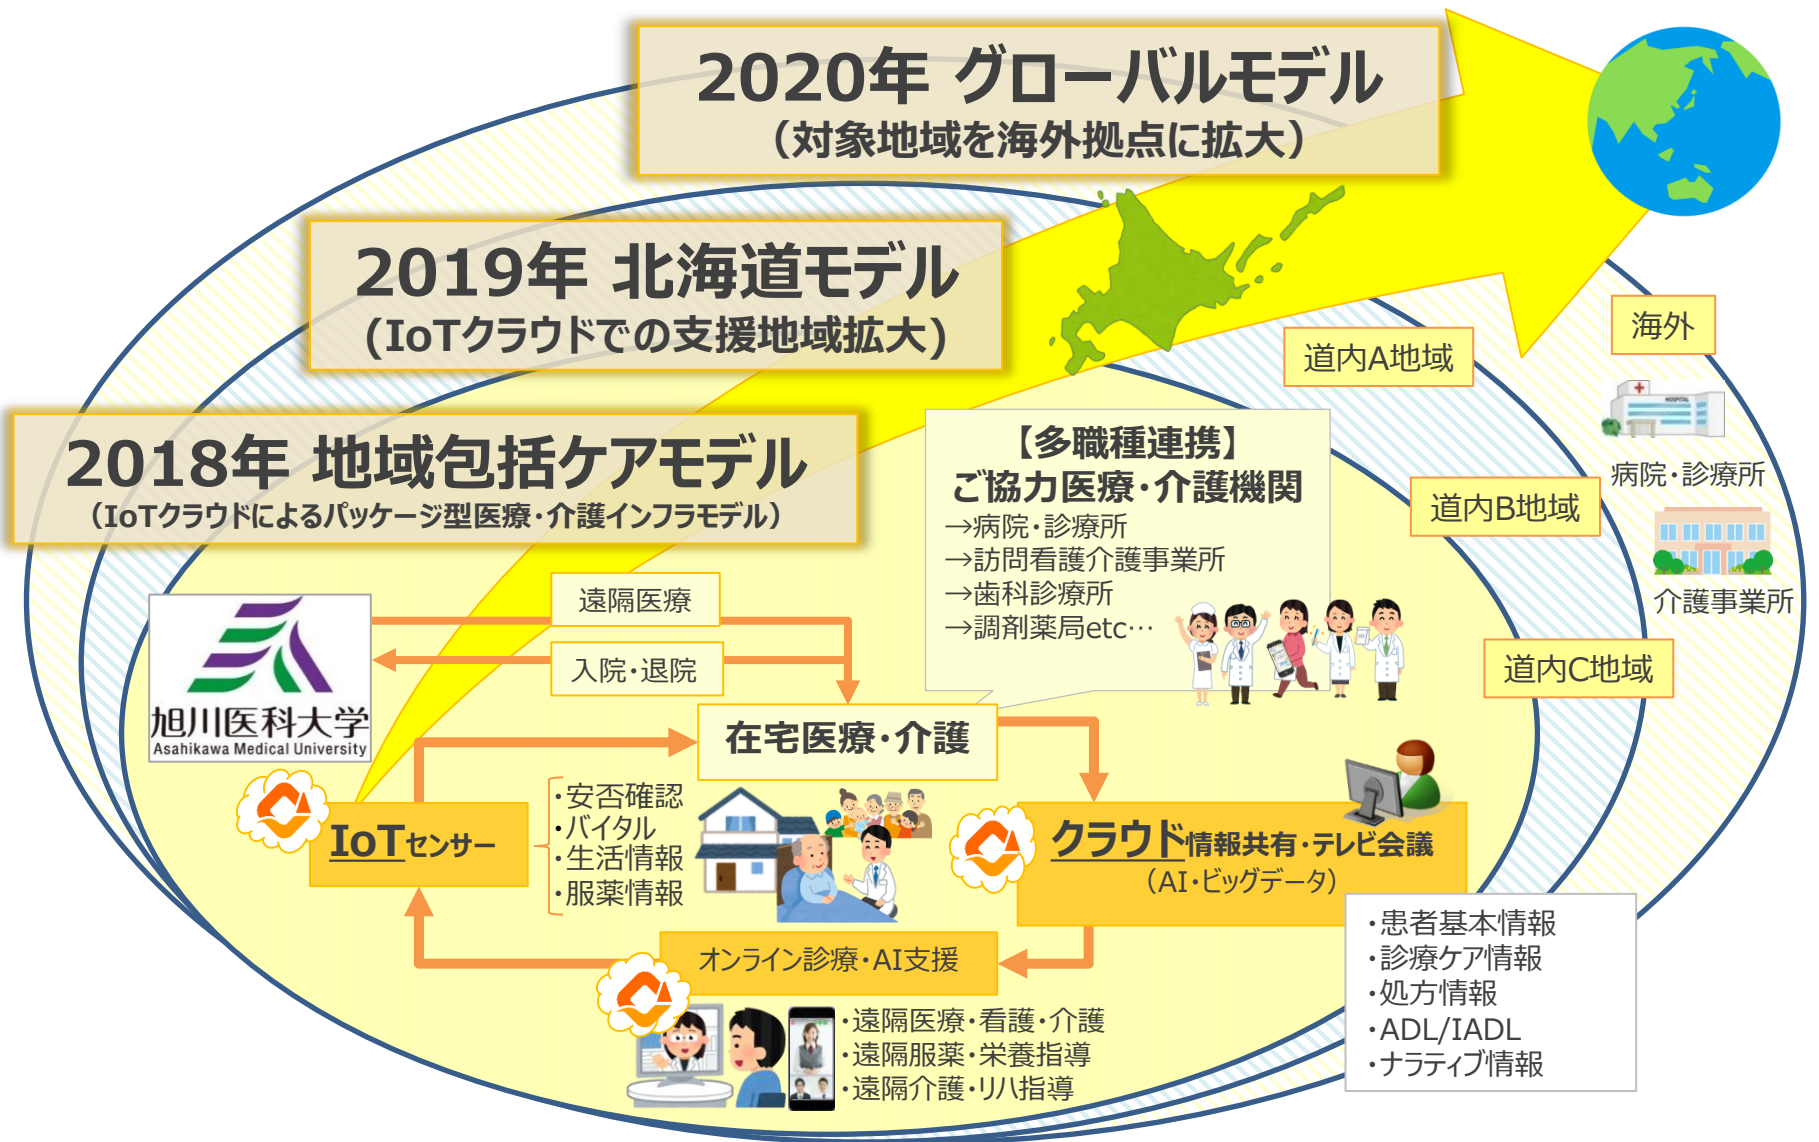 2020年 グローバルモデル
（対象地域を海外拠点に拡大）
2019年 北海道モデル
(IoTクラウドでの支援地域拡大)
2018年 地域包括ケアモデル
（IoTクラウドによるパッケージ型医療・介護インフラモデル）
海外
道内A地域
道内B地域
道内C地域
HOSPITAL
病院・診療所
介護事業所
【多職種連携】
ご協力医療・介護機関
→病院・診療所
→訪問看護介護事業所
→歯科診療所
→調剤薬局etc…
遠隔医療
入院・退院
旭川医科大学
Asahikawa Medical University
在宅医療・介護
IoTセンサー
・安否確認
・バイタル
・生活情報
・服薬情報
クラウド情報共有・テレビ会議
（AI・ビッグデータ）
・患者基本情報
・診療ケア情報
・処方情報
・ADL/IADL
・ナラティブ情報
オンライン診療・AI支援
・遠隔医療・看護・介護
・遠隔服薬・栄養指導
・遠隔介護・リハ指導